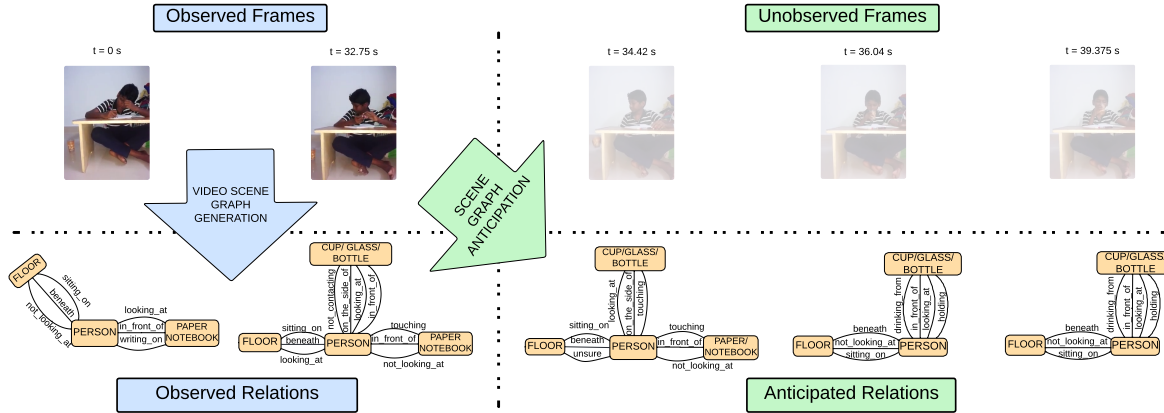 Observed Frames
Unobserved Frames
t = 0 s
t = 32.75 s
t = 34.42 s
t = 36.04 s
t = 39.375 s
VIDEO SCENE
GRAPH
GENERATION
SCENE
GRAPH
ANTICIPATION
FLOOR
sitting_on
beneath
not_looking_at
PERSON
looking_at
in_front_of
writing_on
PAPER
NOTEBOOK
CUP/ GLASS/
BOTTLE
not_contacting
on_the_side_of
looking_at
in_front_of
FLOOR
sitting_on
beneath
looking_at
PERSON
touching
in_front_of
not_looking_at
PAPER
NOTEBOOK
CUP/GLASS/
BOTTLE
looking_at
on_the_side_of
touching
FLOOR
sitting_on
beneath
unsure
PERSON
touching
in_front_of
not_looking_at
PAPER/
NOTEBOOK
CUP/GLASS/
BOTTLE
drinking_from
in_front_of
looking_at
holding
FLOOR
beneath
not_looking_at
sitting_on
PERSON
CUP/GLASS/
BOTTLE
drinking_from
in_front_of
looking_at
holding
FLOOR
beneath
not_looking_at
sitting_on
PERSON
Observed Relations
Anticipated Relations